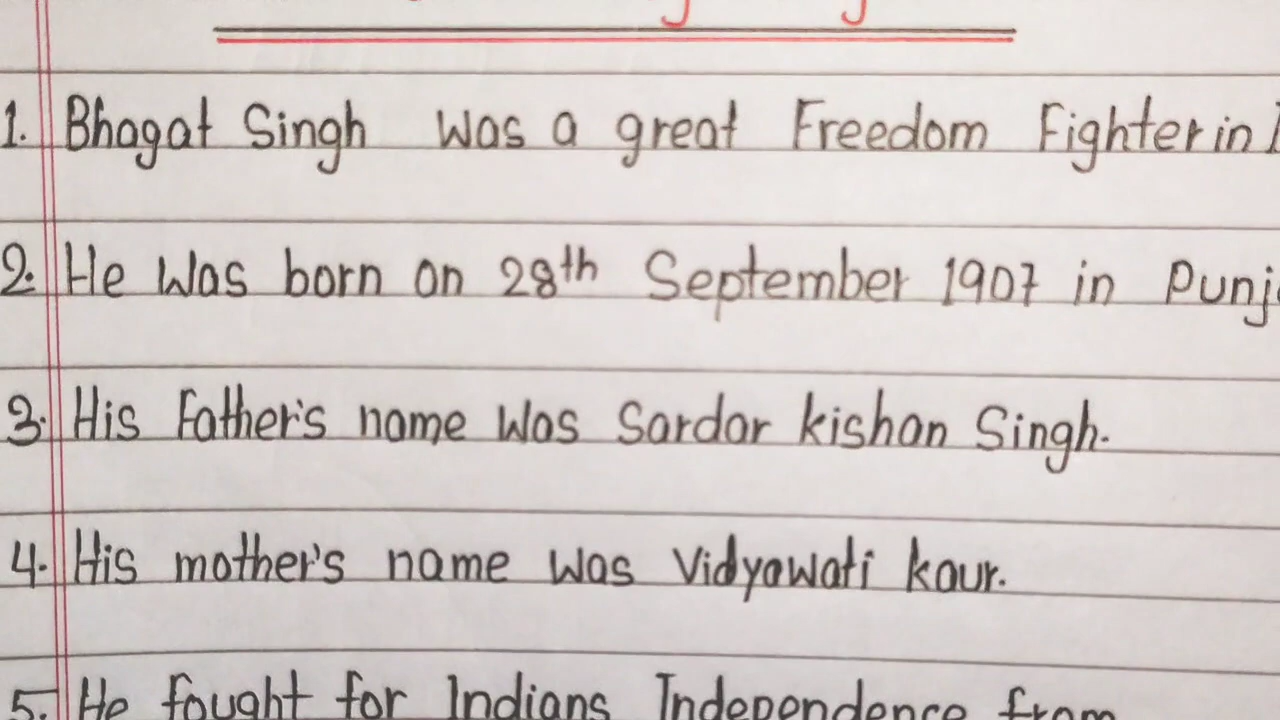 1. Bhagat Singh was a great Freedom Fighter in
2. He was born on 28th September 1907 in
3. His Father's name was Sardar kishan Singh.
4. His mother's name was Vidyawati kaur.
5. He fought for Indians Independence from